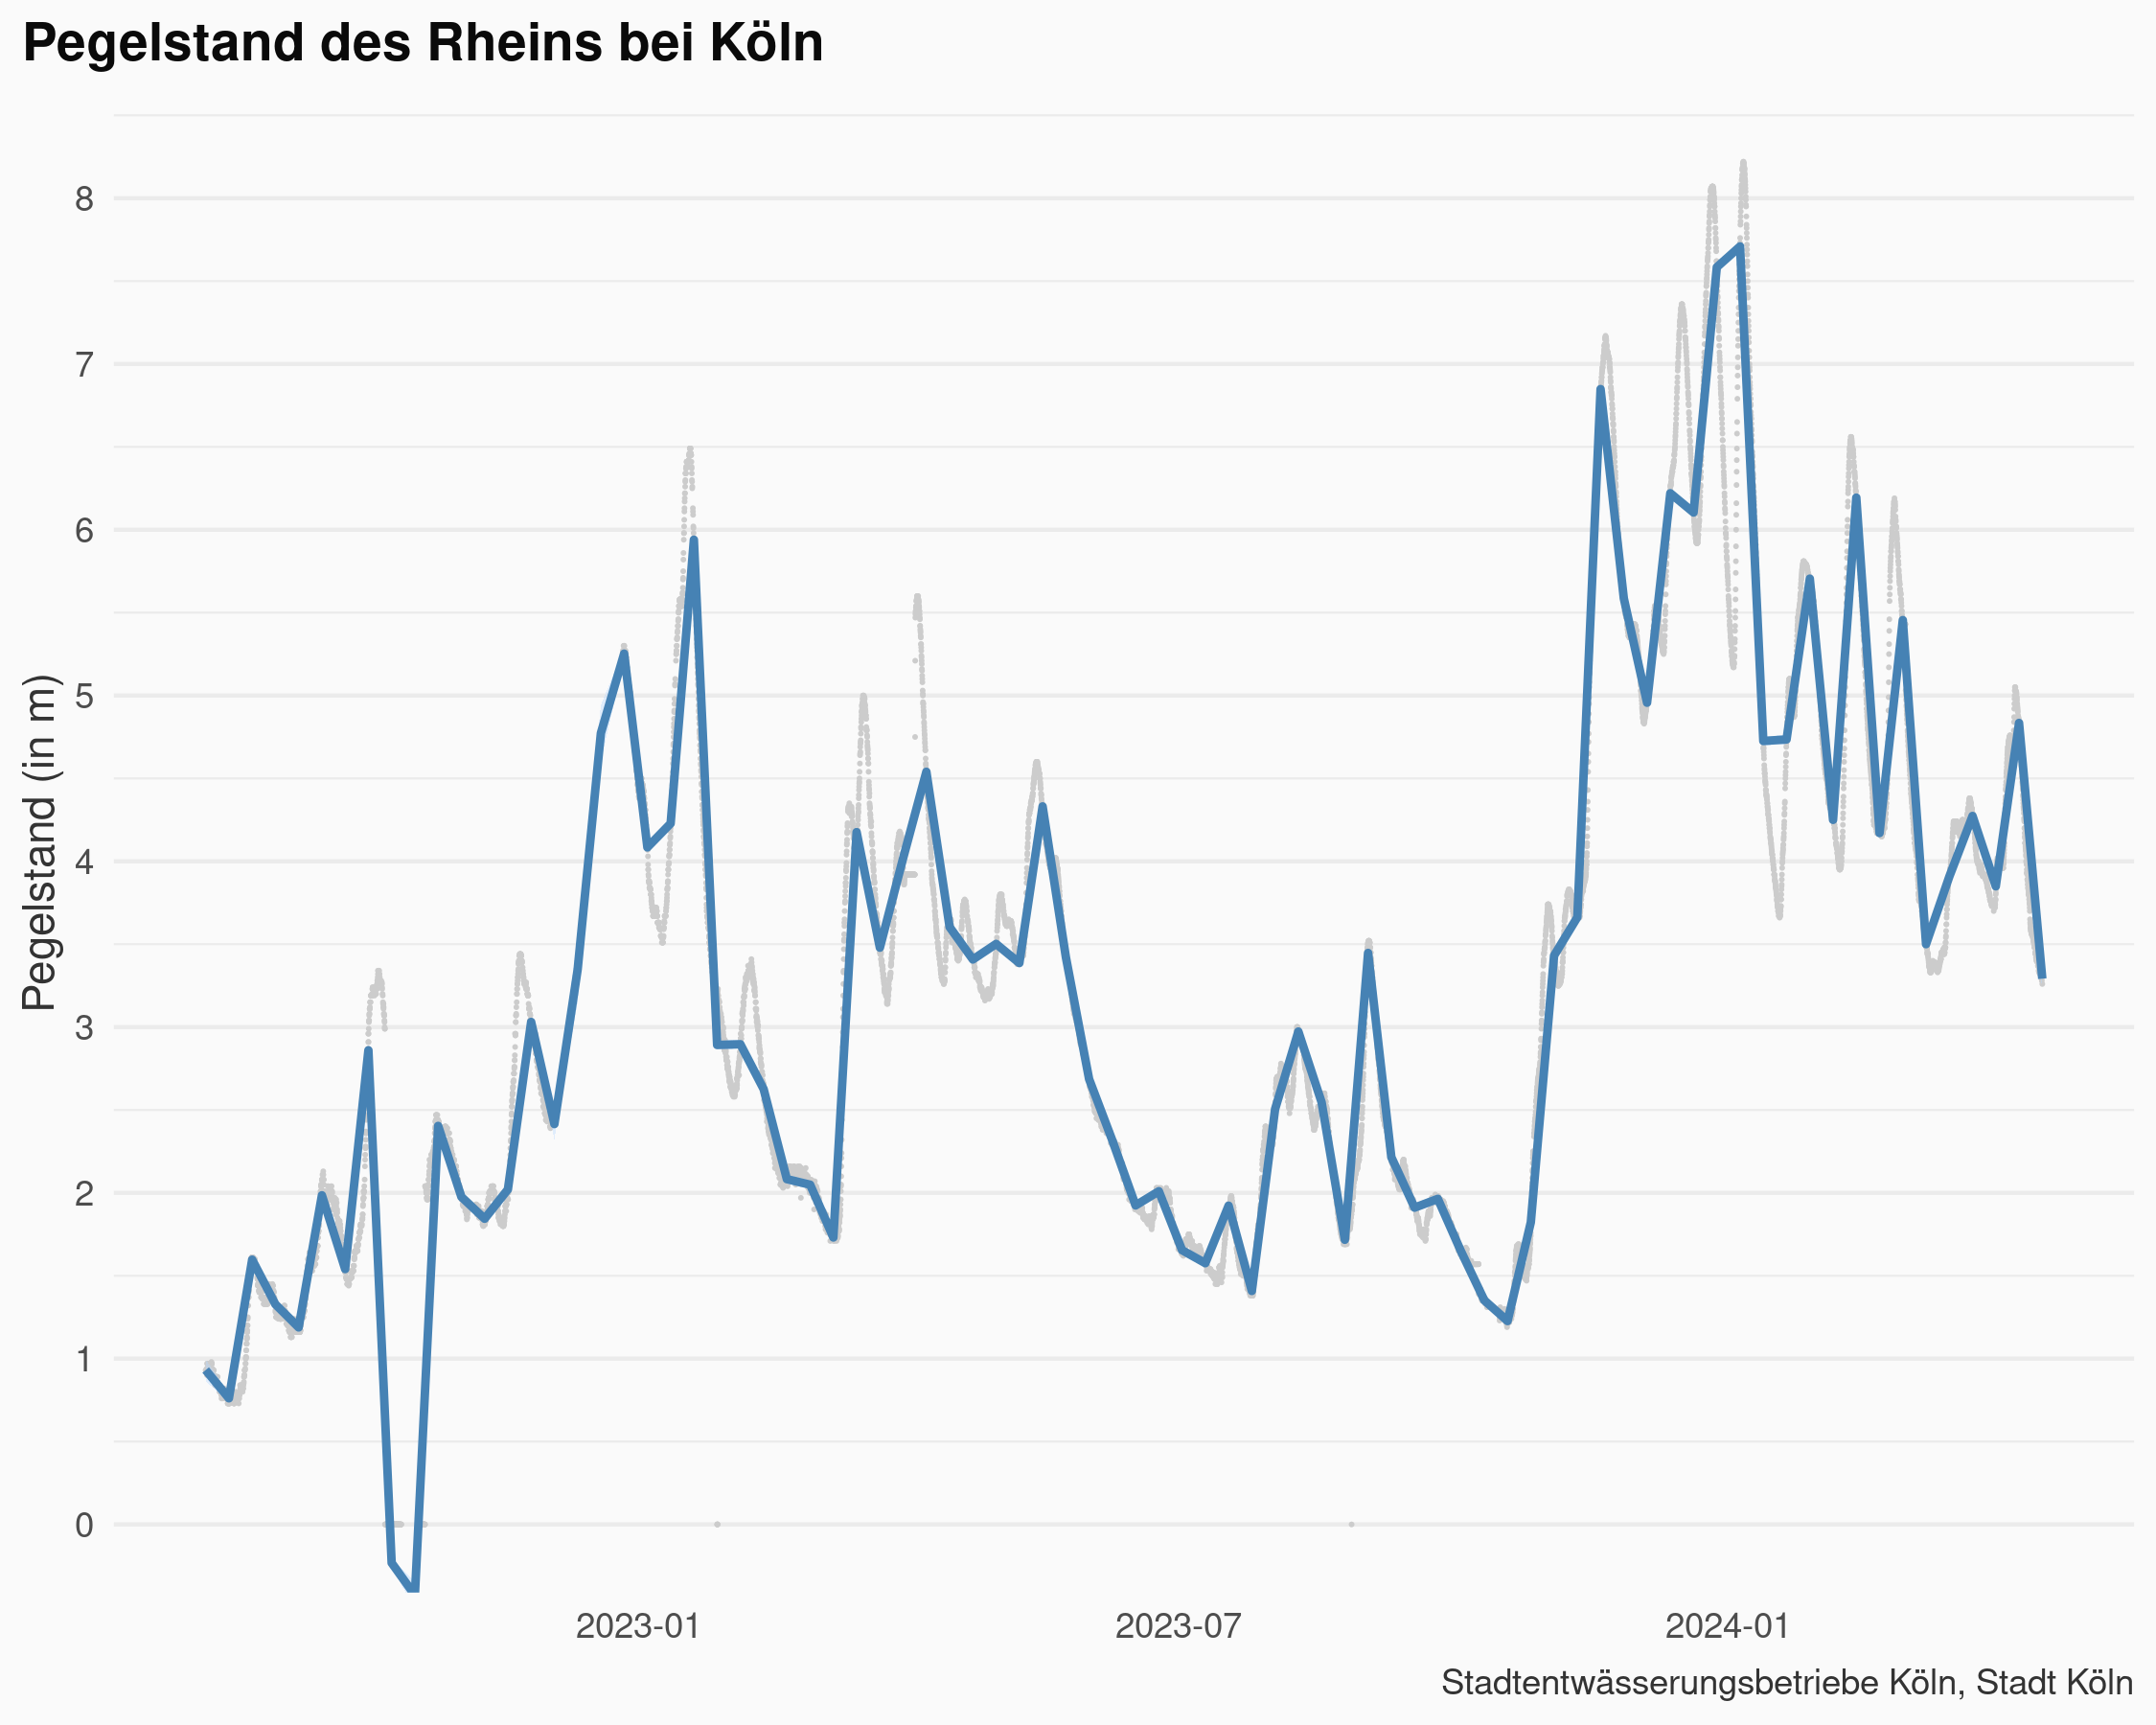 Pegelstand des Rheins bei Köln
Pegelstand (in m)
8
7
6
5
4
3
2
1
0
2023-01 2023-07 2024-01
Stadtentwässerungsbetriebe Köln, Stadt Köln